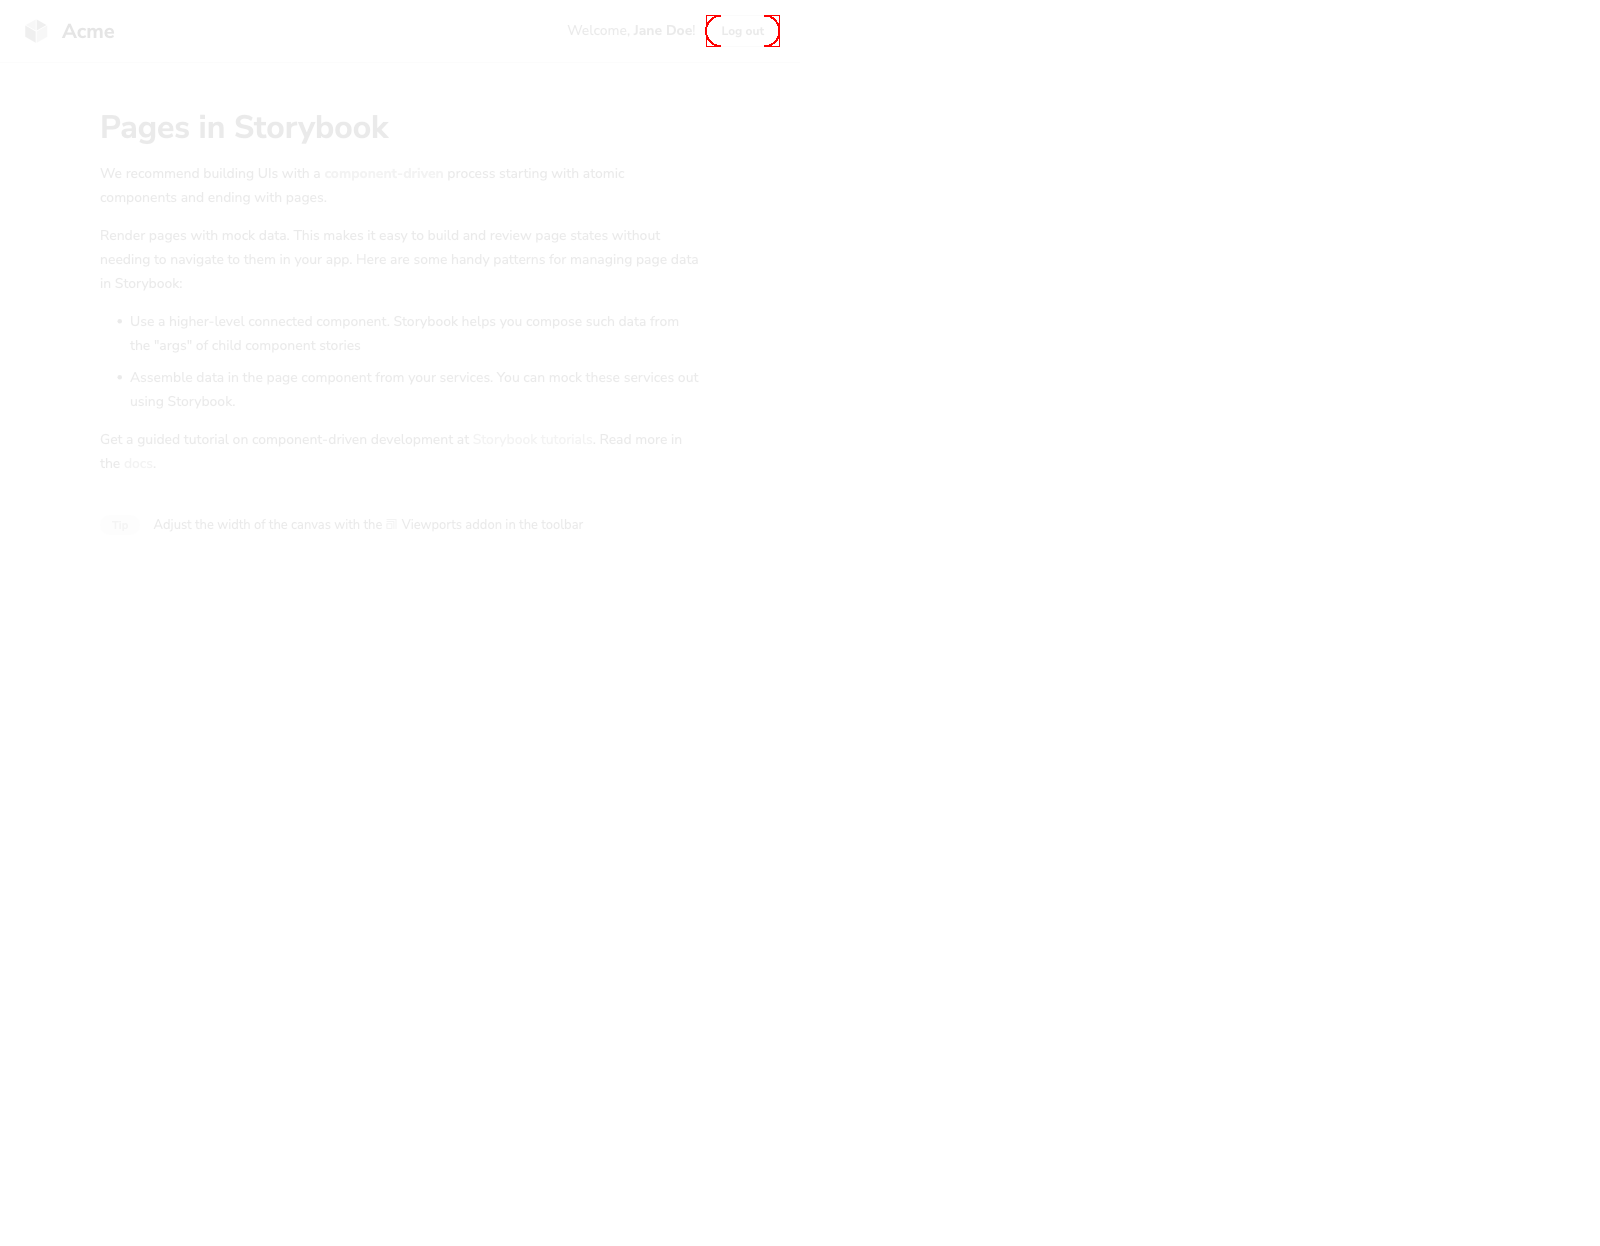 Acme
Welcome, Jane Doe!
Log out
Pages in Storybook
We recommend building UIs with a component-driven process starting with atomic
components and ending with pages.
Render pages with mock data. This makes it easy to build and review page states without
needing to navigate to them in your app. Here are some handy patterns for managing page data
in Storybook:
• Use a higher-level connected component. Storybook helps you compose such data from
the "args" of child component stories
• Assemble data in the page component from your services. You can mock these services out
using Storybook.
Get a guided tutorial on component-driven development at Storybook tutorials. Read more in
the docs.
Tip Adjust the width of the canvas with the Viewports addon in the toolbar